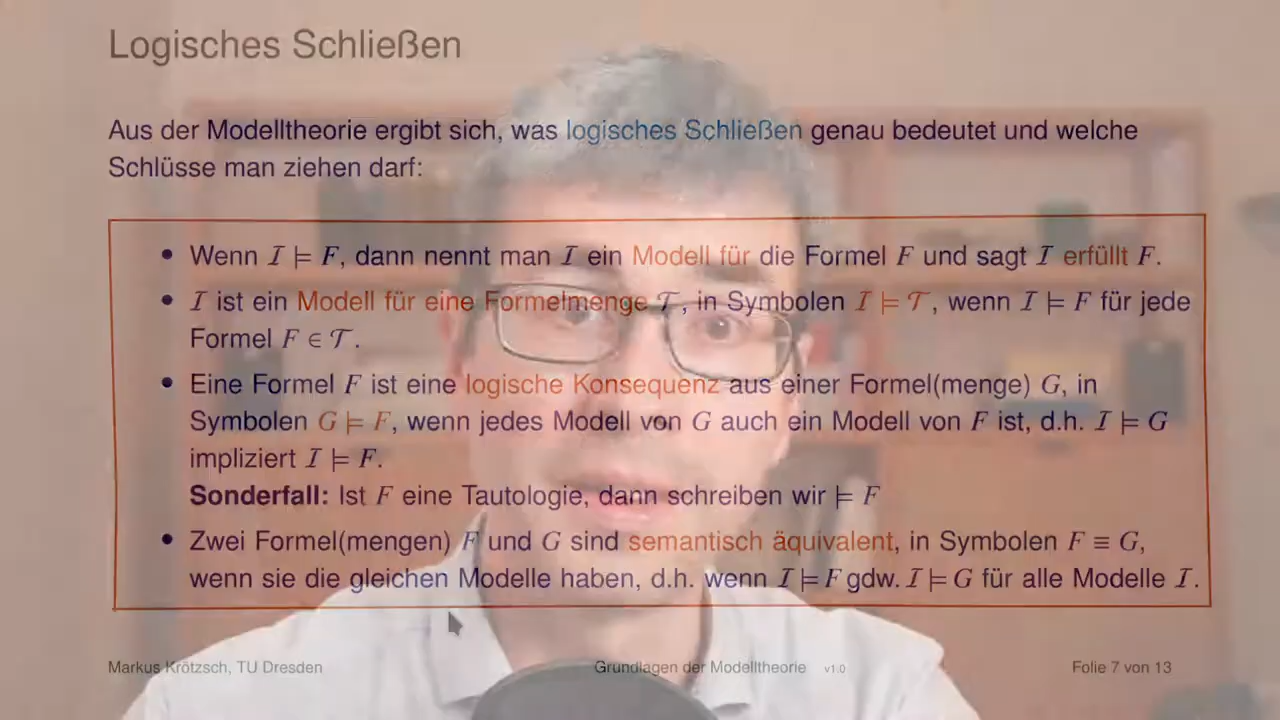 Logisches Schließen
Aus der Modelltheorie ergibt sich, was logisches Schließen genau bedeutet und welche
Schlüsse man ziehen darf:
• Wenn I ⊨ F, dann nennt man I ein Modell für die Formel F und sagt I erfüllt F.
• I ist ein Modell für eine Formelmenge T, in Symbolen I ⊨ T, wenn I ⊨ F für jede
Formel F ∈ T.
• Eine Formel F ist eine logische Konsequenz aus einer Formel(menge) G, in
Symbolen G ⊨ F, wenn jedes Modell von G auch ein Modell von F ist, d.h. I ⊨ G
impliziert I ⊨ F.
Sonderfall: Ist F eine Tautologie, dann schreiben wir ⊨ F
• Zwei Formel(mengen) F und G sind semantisch äquivalent, in Symbolen F ≡ G,
wenn sie die gleichen Modelle haben, d.h. wenn I ⊨ F gdw. I ⊨ G für alle Modelle I.
Markus Krötzsch, TU Dresden Grundlagen der Modelltheorie v1.0 Folie 7 von 13